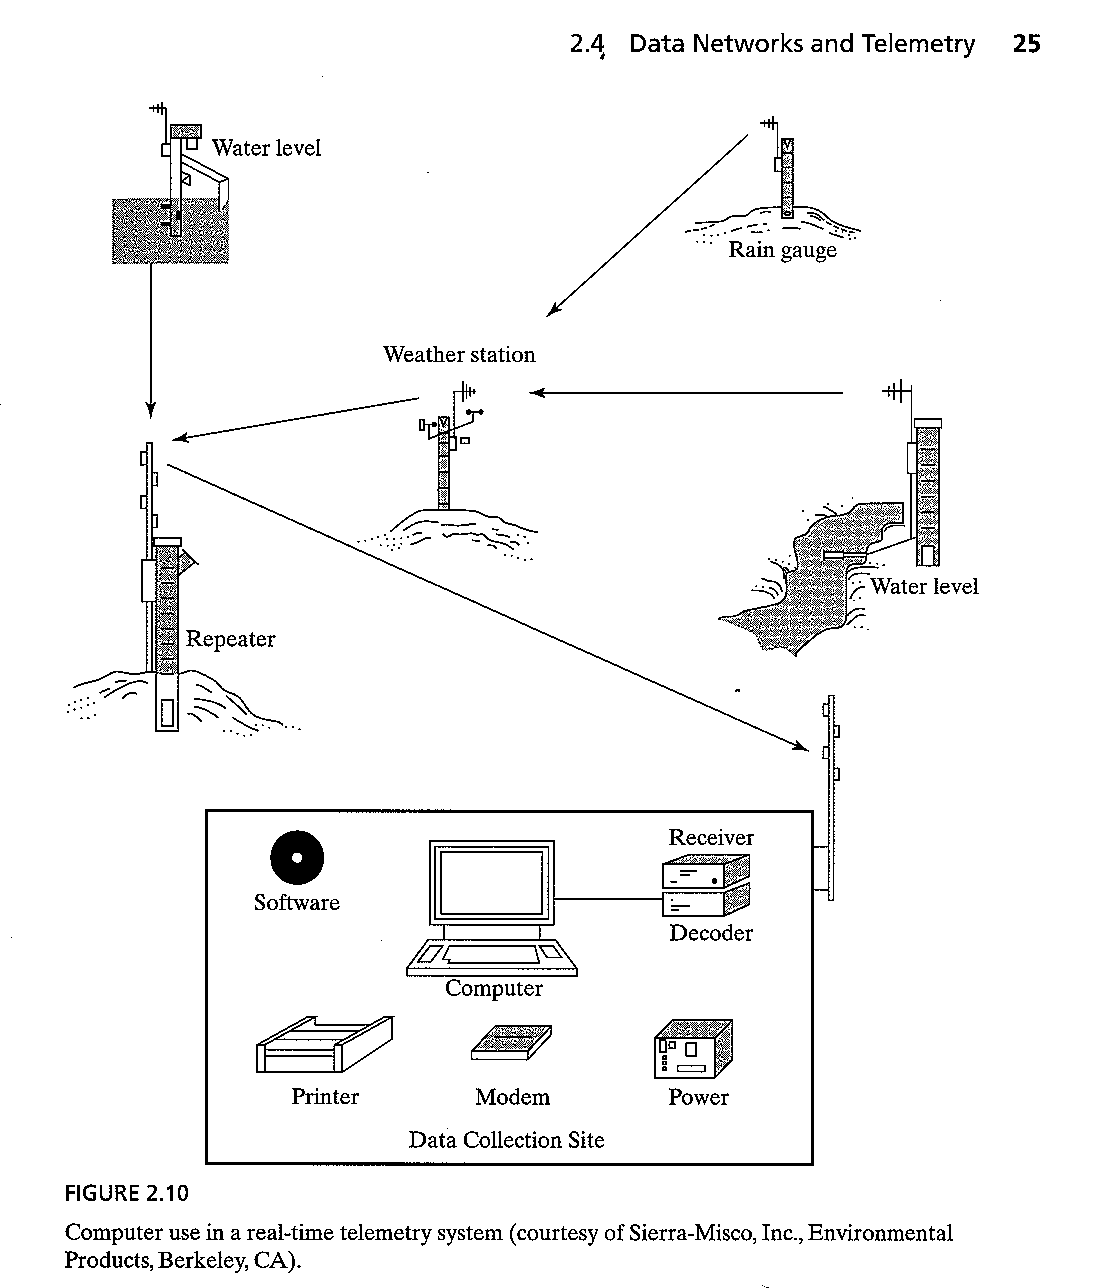 2.4 Data Networks and Telemetry 25
Water level
Rain gauge
Weather station
Water level
Repeater
Receiver
Software
Decoder
Computer
Printer
Modem
Power
Data Collection Site
FIGURE 2.10
Computer use in a real-time telemetry system (courtesy of Sierra-Misco, Inc., Environmental
Products, Berkeley, CA).